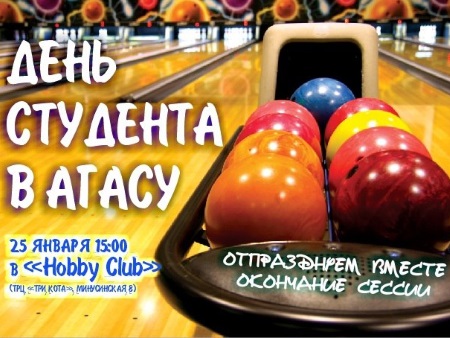 ДЕНЬ
СТУДЕНТА
В АГАСУ
25 ЯНВАРЯ 15:00
в «Hobby Club»
(ТРЦ «ТРИ КОТА», МИНУСИНСКАЯ 8)
ОТПРАЗДНУЕМ ВМЕСТЕ
ОКОНЧАНИЕ СЕССИИ